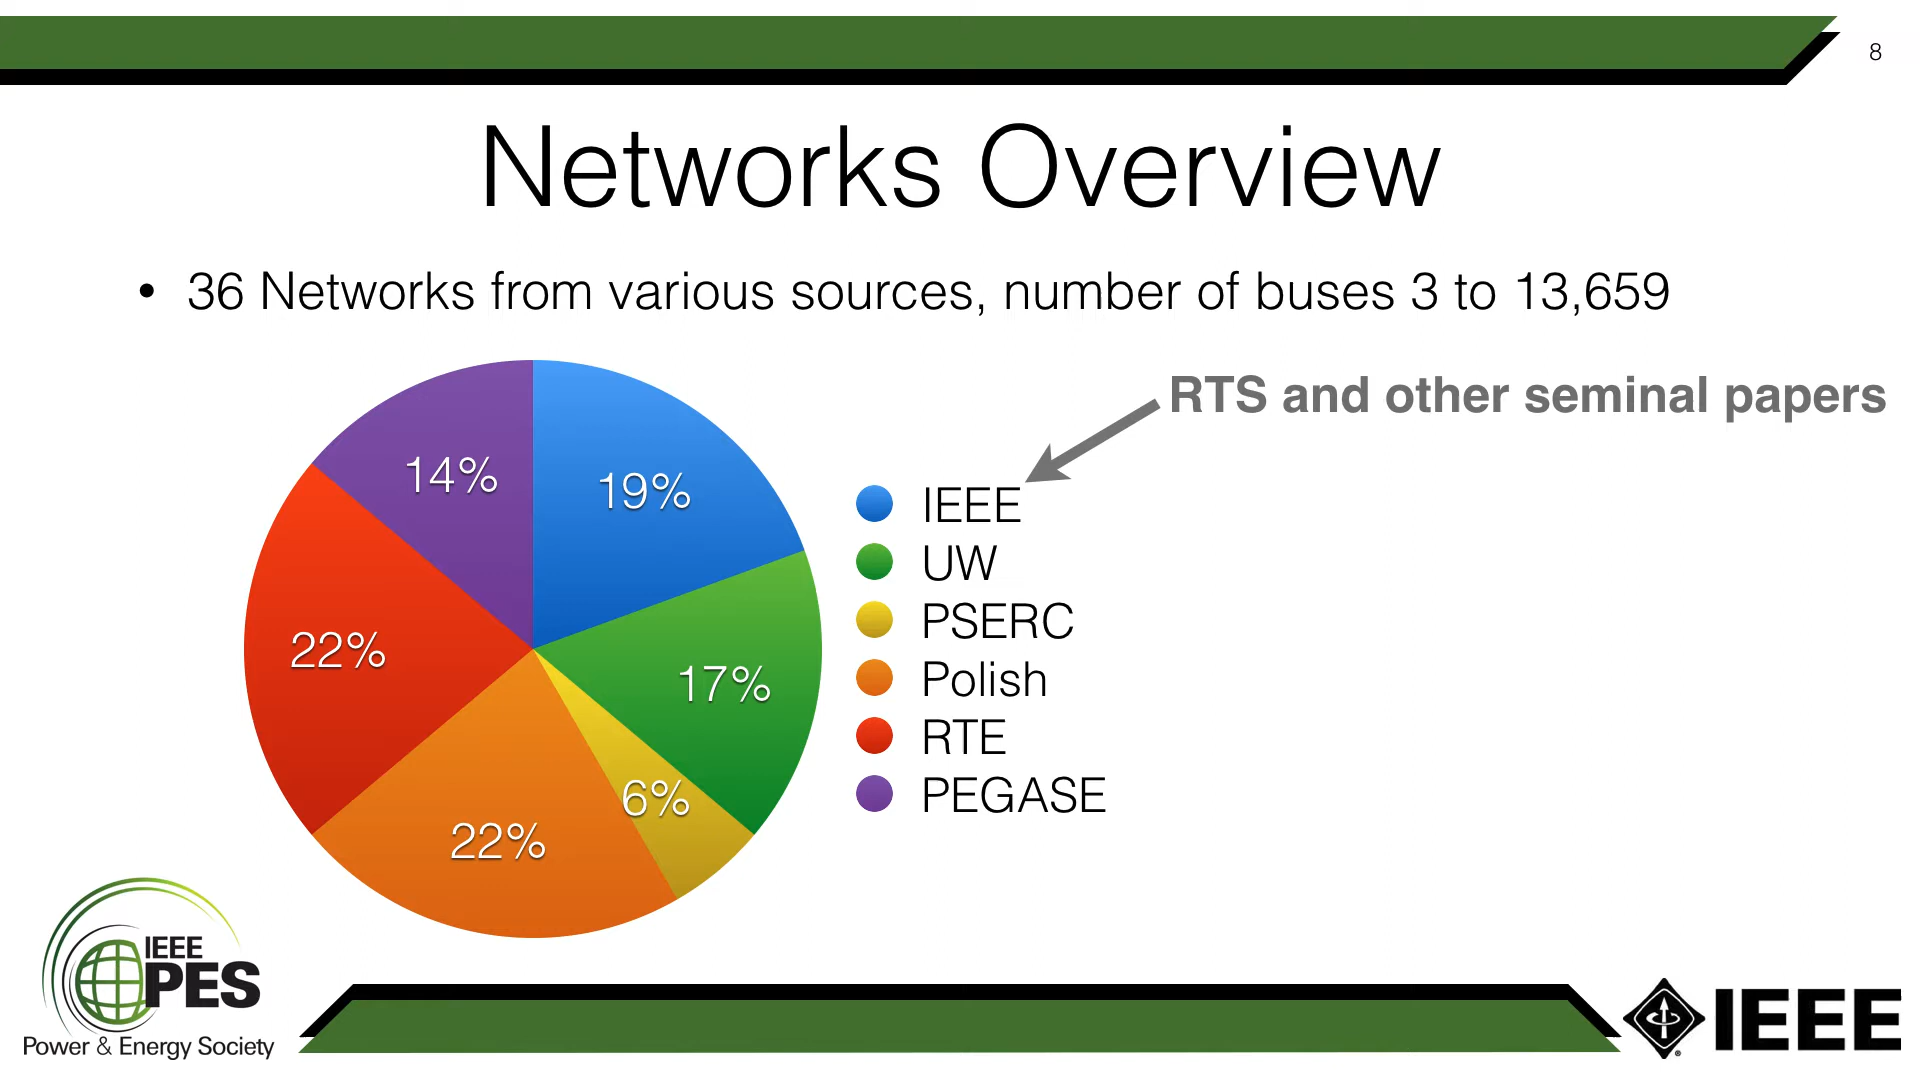 8
Networks Overview
• 36 Networks from various sources, number of buses 3 to 13,659
RTS and other seminal papers
14%
19%
22%
17%
6%
22%
IEEE
UW
PSERC
Polish
RTE
PEGASE
IEEE
PES
Power & Energy Society
IEEE